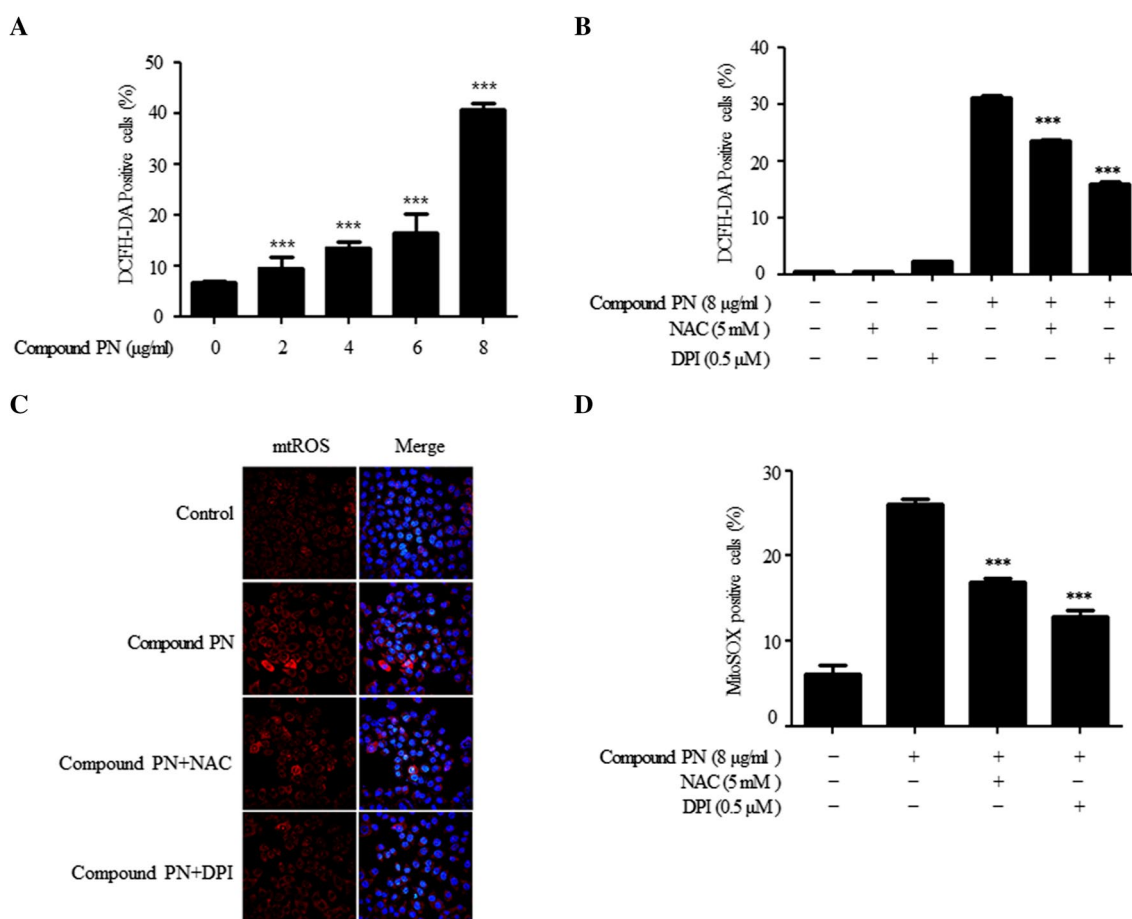 A
DCFH-DA Positive cells (%)
50
40
30
20
10
0
***
***
***
***
Compound PN (μg/ml) 0 2 4 6 8
B
DCFH-DA Positive cells (%)
40
30
20
10
0
***
***
Compound PN (8 μg/ml ) − − − + + +
NAC (5 mM) − + − − + −
DPI (0.5 μM) − − + − − +
C
mtROS Merge
Control
Compound PN
Compound PN+NAC
Compound PN+DPI
D
MitoSOX positive cells (%)
30
20
10
0
***
***
Compound PN (8 μg/ml ) − + + +
NAC (5 mM) − − + −
DPI (0.5 μM) − − − +